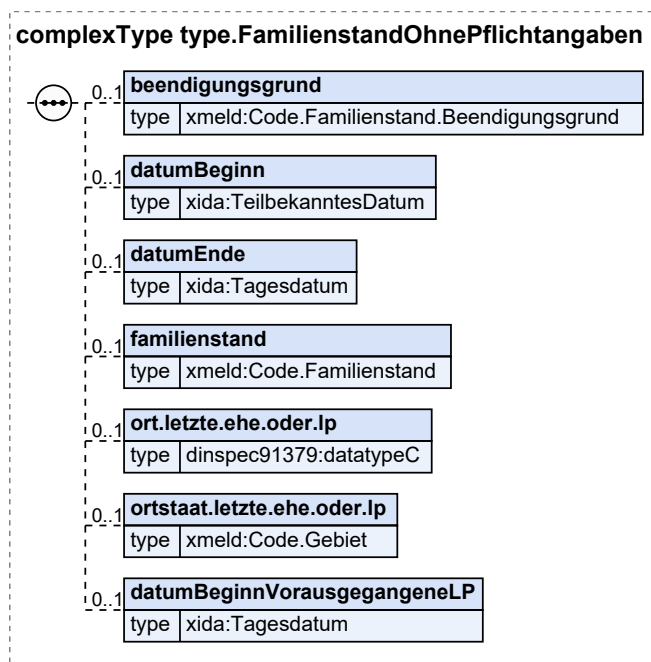 complexType type.FamilienstandOhnePflichtangaben
0..1 beendigungsgrund
type xmeld:Code.Familienstand.Beendigungsgrund
0..1 datumBeginn
type xida:TeilbekanntesDatum
0..1 datumEnde
type xida:Tagesdatum
0..1 familienstand
type xmeld:Code.Familienstand
0..1 ort.letzte.ehe.oder.lp
type dinspec91379:datatypeC
0..1 ortstaat.letzte.ehe.oder.lp
type xmeld:Code.Gebiet
0..1 datumBeginnVorausgegangeneLP
type xida:Tagesdatum